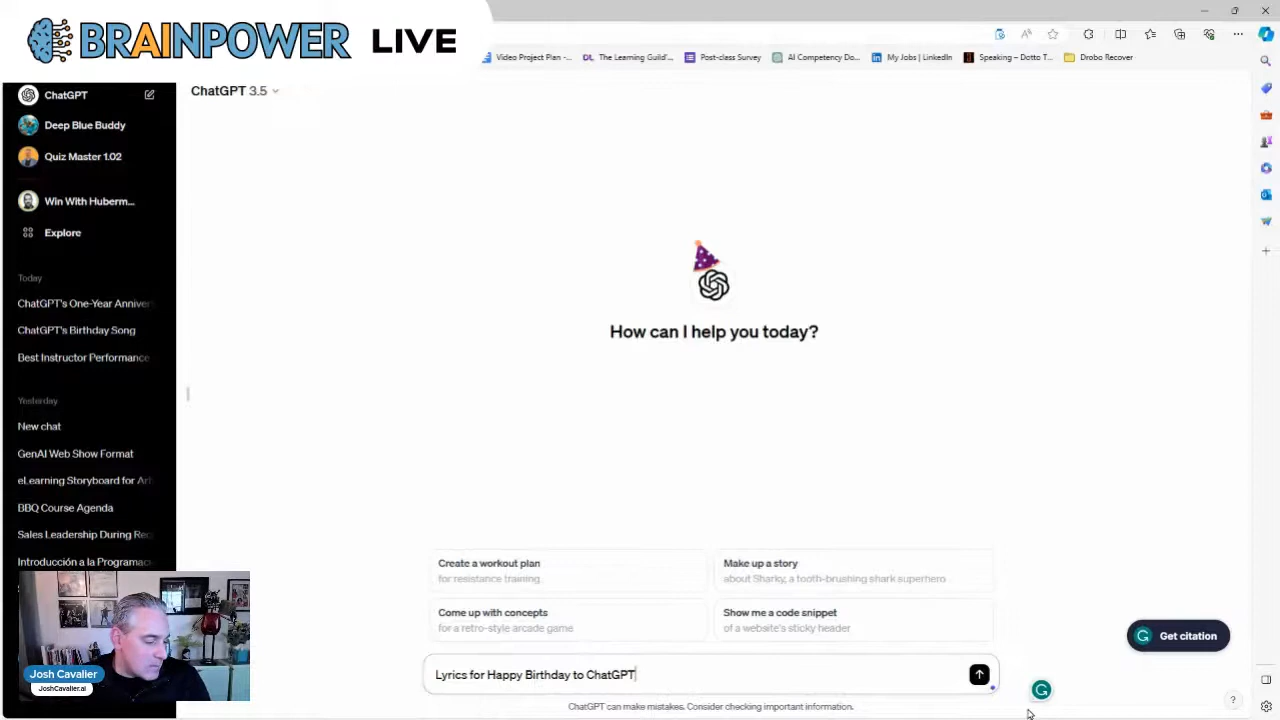 BRAINPOWER LIVE
Video Project Plan -...
The Learning Guild'...
Post-class Survey
AI Competency Do...
My Jobs | LinkedIn
Speaking – Dotto T...
Drobo Recover
ChatGPT
ChatGPT 3.5
Deep Blue Buddy
Quiz Master 1.02
Win With Huberm...
Explore
Today
ChatGPT's One-Year Anniver
ChatGPT's Birthday Song
Best Instructor Performance
Yesterday
New chat
GenAI Web Show Format
eLearning Storyboard for Art
BBQ Course Agenda
Sales Leadership During Rec
Introducción a la Programac
How can I help you today?
Create a workout plan
for resistance training
Make up a story
about Sharky, a tooth-brushing shark superhero
Come up with concepts
for a retro-style arcade game
Show me a code snippet
of a website's sticky header
Get citation
Lyrics for Happy Birthday to ChatGPT
ChatGPT can make mistakes. Consider checking important information.
?
Josh Cavalier
JoshCavalier.ai